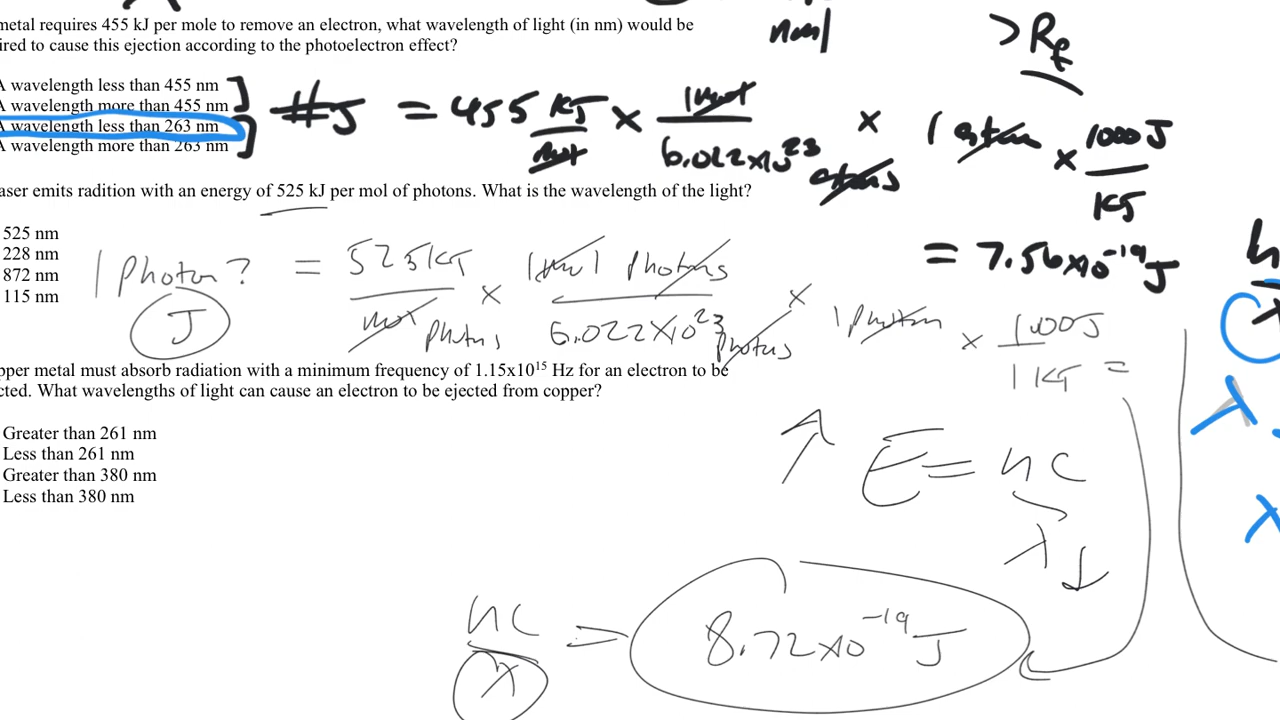 metal requires 455 kJ per mole to remove an electron, what wavelength of light (in nm) would be
ired to cause this ejection according to the photoelectron effect?
A wavelength less than 455 nm
A wavelength more than 455 nm
A wavelength less than 263 nm
A wavelength more than 263 nm
#J = 455 KJ/mol × 1 mol/6.022×10²³ atoms × 1 atom × 1000 J/KJ
= 7.56×10⁻¹⁹ J
> R
aser emits radition with an energy of 525 kJ per mol of photons. What is the wavelength of the light?
525 nm
228 nm
872 nm
115 nm
1 Photon? = 525 KJ/mol photons × 1 mol photons/6.022×10²³ photons × 1 photon × 1000 J/1 KJ =
J
pper metal must absorb radiation with a minimum frequency of 1.15x10¹⁵ Hz for an electron to be
cted. What wavelengths of light can cause an electron to be ejected from copper?
Greater than 261 nm
Less than 261 nm
Greater than 380 nm
Less than 380 nm
↑ E = hc/λ ↓
hc/λ = 8.72×10⁻¹⁹ J
h
λ
λ